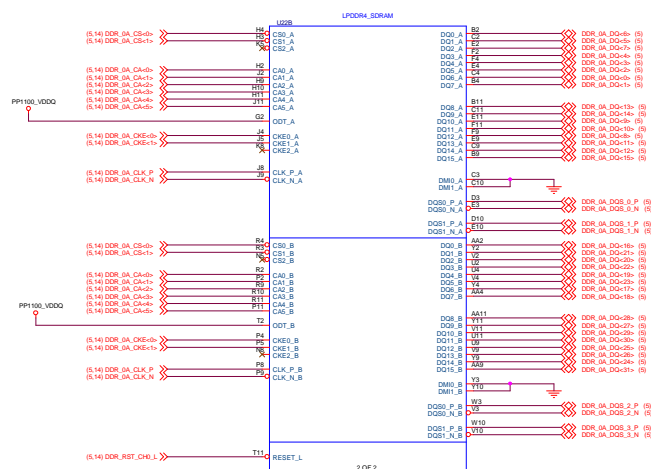 LPDDR4_SDRAM
U22B
(5,14) DDR_0A_CS<0> H4 CS0_A DQ0_A B2 DDR_0A_DQ<6> (5)
(5,14) DDR_0A_CS<1> H3 CS1_A DQ1_A C2 DDR_0A_DQ<5> (5)
K5 CS2_A DQ2_A E2 DDR_0A_DQ<7> (5)
DQ3_A F2 DDR_0A_DQ<4> (5)
DQ4_A F4 DDR_0A_DQ<3> (5)
(5,14) DDR_0A_CA<0> H2 CA0_A DQ5_A E4 DDR_0A_DQ<2> (5)
(5,14) DDR_0A_CA<1> J2 CA1_A DQ6_A C4 DDR_0A_DQ<0> (5)
(5,14) DDR_0A_CA<2> H9 CA2_A DQ7_A B4 DDR_0A_DQ<1> (5)
(5,14) DDR_0A_CA<3> H10 CA3_A
(5,14) DDR_0A_CA<4> H11 CA4_A
(5,14) DDR_0A_CA<5> J11 CA5_A DQ8_A B11 DDR_0A_DQ<13> (5)
PP1100_VDDQ
DQ9_A C11 DDR_0A_DQ<14> (5)
G2 ODT_A DQ10_A E11 DDR_0A_DQ<9> (5)
DQ11_A F11 DDR_0A_DQ<10> (5)
(5,14) DDR_0A_CKE<0> J4 CKE0_A DQ12_A F9 DDR_0A_DQ<8> (5)
(5,14) DDR_0A_CKE<1> J5 CKE1_A DQ13_A E9 DDR_0A_DQ<11> (5)
K8 CKE2_A DQ14_A C9 DDR_0A_DQ<12> (5)
DQ15_A B9 DDR_0A_DQ<15> (5)
(5,14) DDR_0A_CLK_P J8 CLK_P_A
(5,14) DDR_0A_CLK_N J9 CLK_N_A DMI0_A C3
DMI1_A C10
DQS0_P_A D3 DDR_0A_DQS_0_P (5)
DQS0_N_A E3 DDR_0A_DQS_0_N (5)
DQS1_P_A D10 DDR_0A_DQS_1_P (5)
DQS1_N_A E10 DDR_0A_DQS_1_N (5)
(5,14) DDR_0A_CS<0> R4 CS0_B DQ0_B AA2 DDR_0A_DQ<16> (5)
(5,14) DDR_0A_CS<1> R3 CS1_B DQ1_B Y2 DDR_0A_DQ<21> (5)
N5 CS2_B DQ2_B V2 DDR_0A_DQ<20> (5)
DQ3_B U2 DDR_0A_DQ<22> (5)
(5,14) DDR_0A_CA<0> R2 CA0_B DQ4_B U4 DDR_0A_DQ<19> (5)
(5,14) DDR_0A_CA<1> P2 CA1_B DQ5_B V4 DDR_0A_DQ<23> (5)
(5,14) DDR_0A_CA<2> R9 CA2_B DQ6_B Y4 DDR_0A_DQ<17> (5)
(5,14) DDR_0A_CA<3> R10 CA3_B DQ7_B AA4 DDR_0A_DQ<18> (5)
(5,14) DDR_0A_CA<4> R11 CA4_B
(5,14) DDR_0A_CA<5> P11 CA5_B
PP1100_VDDQ
DQ8_B AA11 DDR_0A_DQ<28> (5)
T2 ODT_B DQ9_B Y11 DDR_0A_DQ<27> (5)
DQ10_B V11 DDR_0A_DQ<29> (5)
(5,14) DDR_0A_CKE<0> P4 CKE0_B DQ11_B U11 DDR_0A_DQ<30> (5)
(5,14) DDR_0A_CKE<1> P5 CKE1_B DQ12_B U9 DDR_0A_DQ<25> (5)
N8 CKE2_B DQ13_B V9 DDR_0A_DQ<26> (5)
DQ14_B Y9 DDR_0A_DQ<24> (5)
(5,14) DDR_0A_CLK_P P8 CLK_P_B DQ15_B AA9 DDR_0A_DQ<31> (5)
(5,14) DDR_0A_CLK_N P9 CLK_N_B
DMI0_B Y3
DMI1_B Y10
DQS0_P_B W3 DDR_0A_DQS_2_P (5)
DQS0_N_B V3 DDR_0A_DQS_2_N (5)
DQS1_P_B W10 DDR_0A_DQS_3_P (5)
DQS1_N_B V10 DDR_0A_DQS_3_N (5)
(5,14) DDR_RST_CH0_L T11 RESET_L
2 OF 2